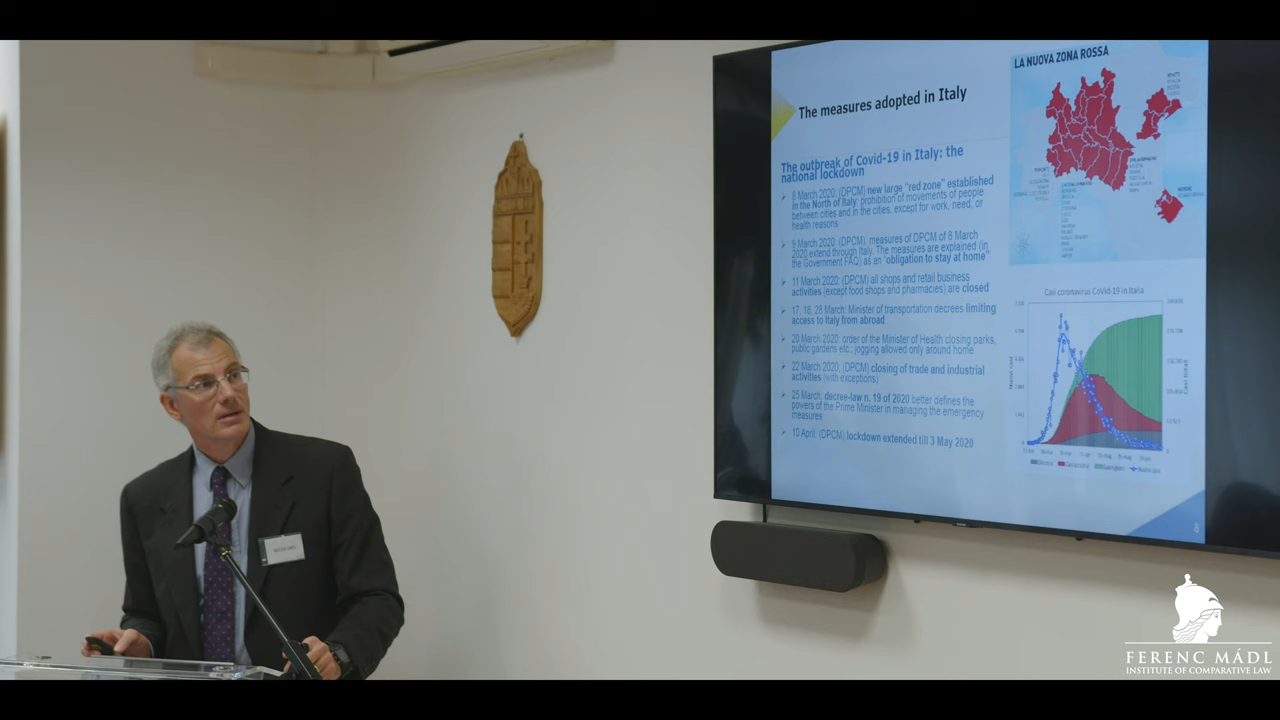 The measures adopted in Italy
The outbreak of Covid-19 in Italy: the
national lockdown
8 March 2020: (DPCM) new large "red zone" established
in the North of Italy: prohibition of movements of people
between cities and in the cities, except for work, need, or
health reasons
9 March 2020: (DPCM): measures of DPCM of 8 March
2020 extend through Italy. The measures are explained (in
the Government FAQ) as an "obligation to stay at home"
11 March 2020: (DPCM) all shops and retail business
activities (except food shops and pharmacies) are closed
17, 18, 28 March: Minister of transportation decrees limiting
access to Italy from abroad
20 March 2020: order of the Minister of Health closing parks,
public gardens etc.; jogging allowed only around home
22 March 2020: (DPCM) closing of trade and industrial
activities (with exceptions)
25 March: decree-law n. 19 of 2020 better defines the
powers of the Prime Minister in managing the emergency
measures
10 April: (DPCM) lockdown extended till 3 May 2020
LA NUOVA ZONA ROSSA
Casi coronavirus CoVid-19 in Italia
Nuovi casi
Casi totali
FERENC MÁDL
INSTITUTE OF COMPARATIVE LAW